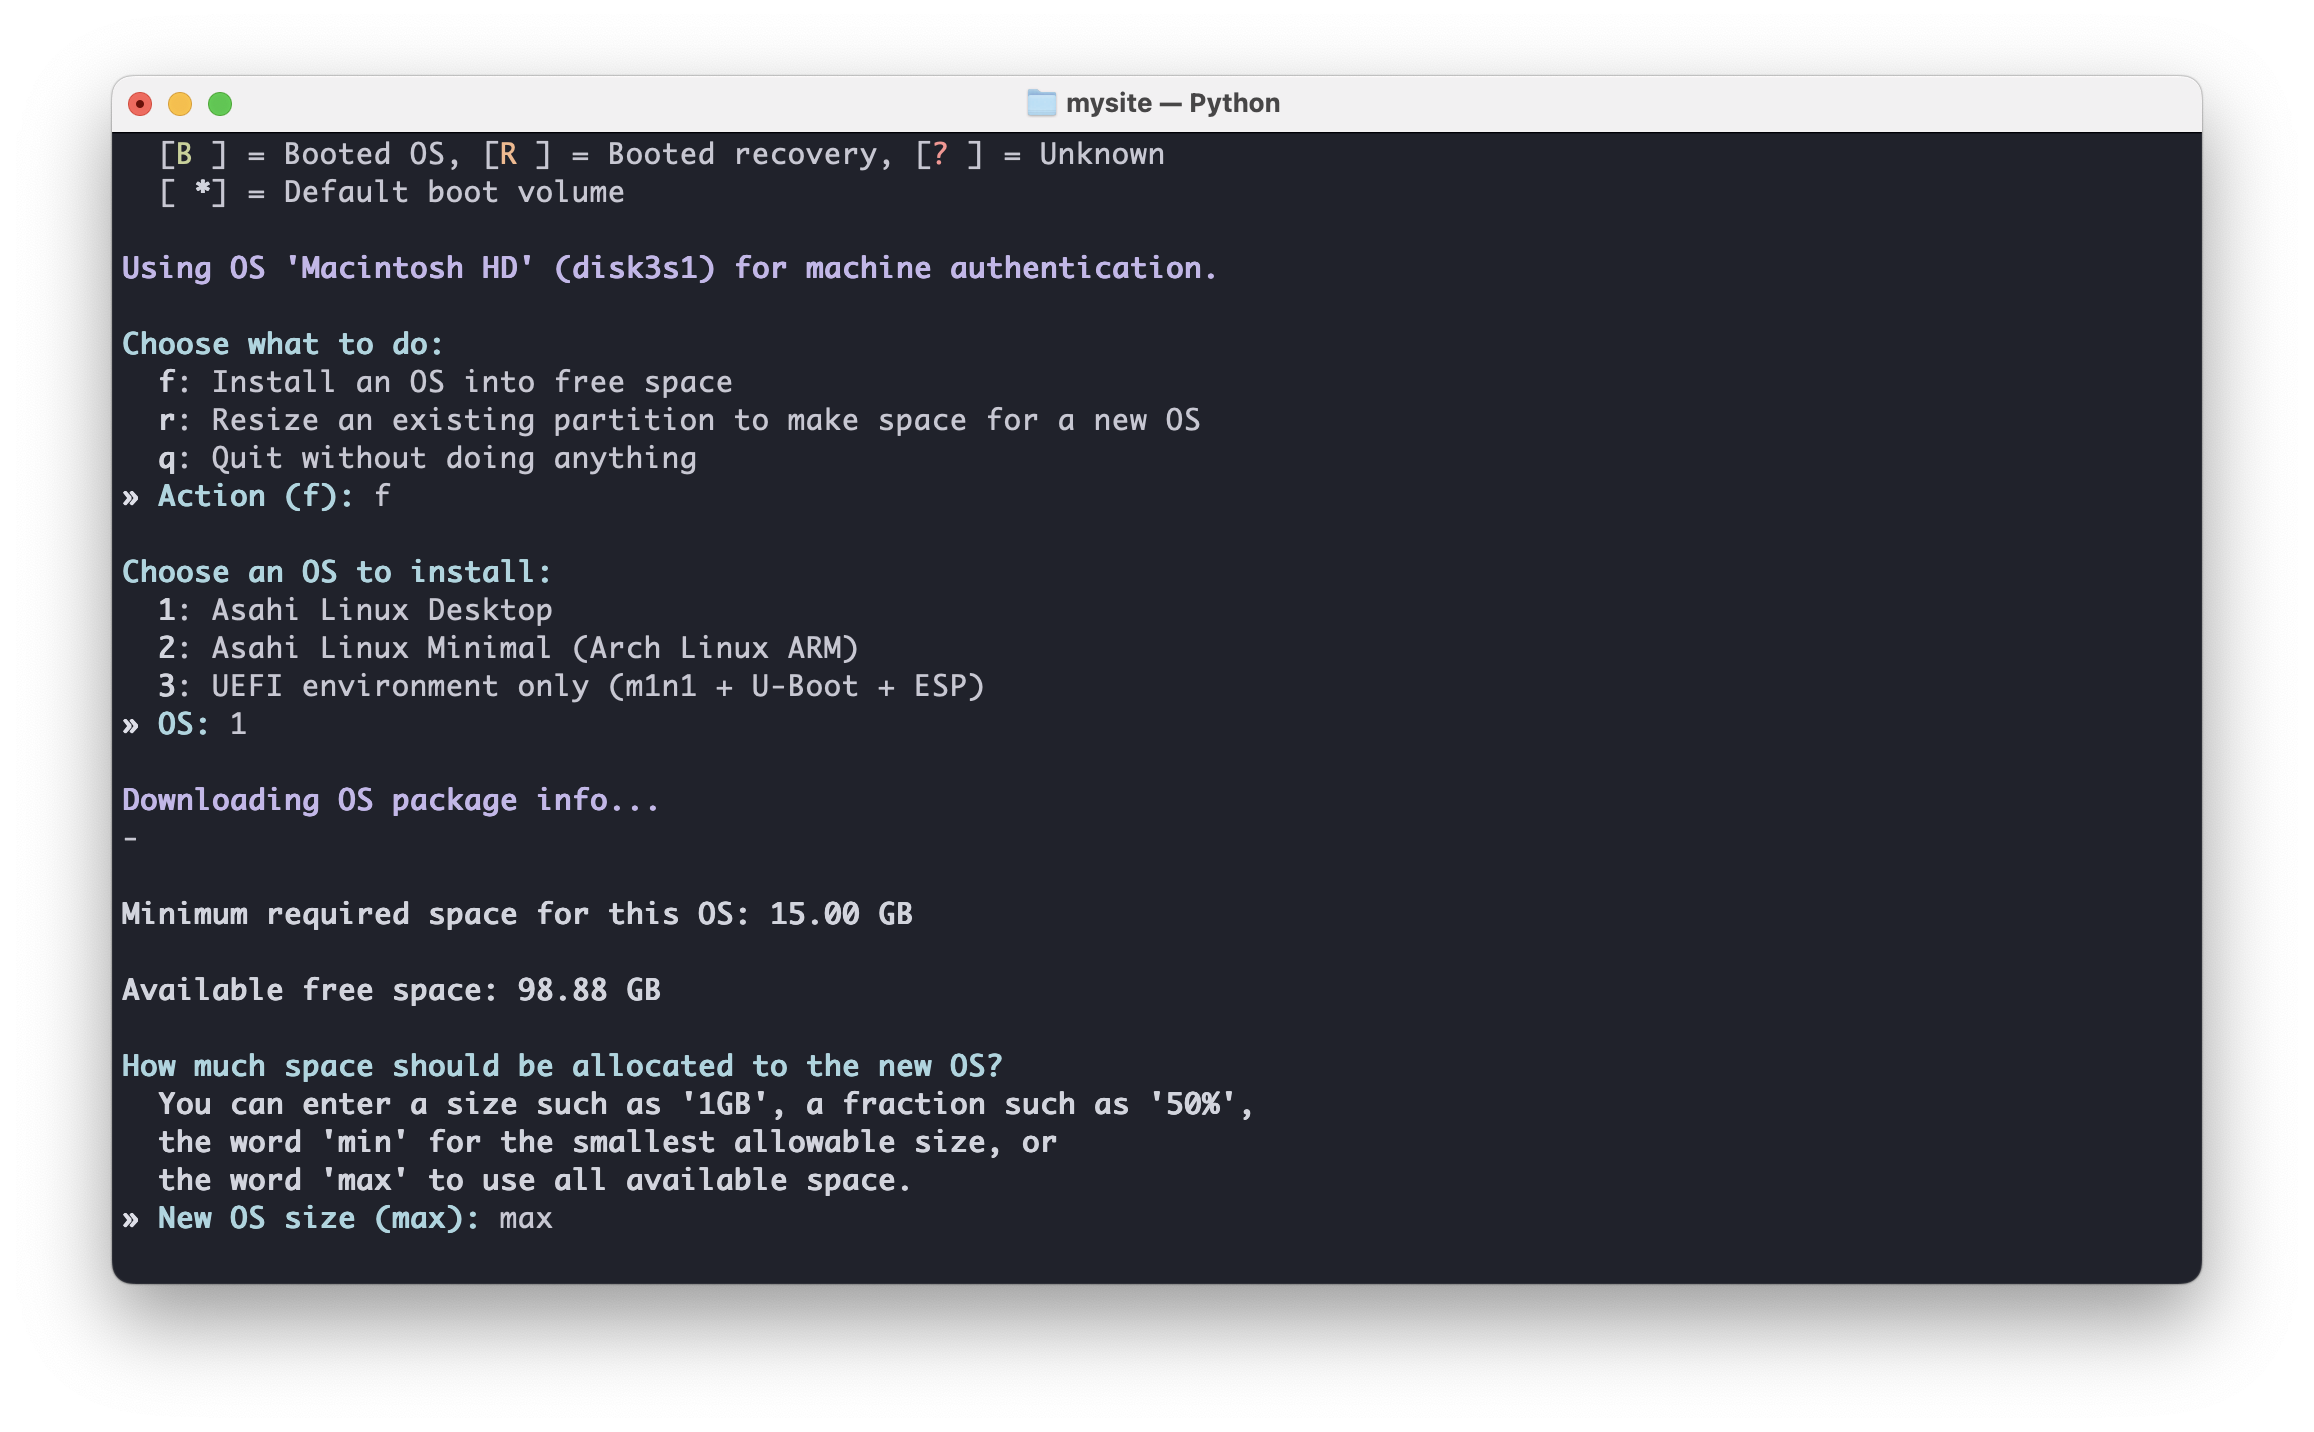 mysite — Python
[B ] = Booted OS, [R ] = Booted recovery, [? ] = Unknown
[ *] = Default boot volume
Using OS 'Macintosh HD' (disk3s1) for machine authentication.
Choose what to do:
f: Install an OS into free space
r: Resize an existing partition to make space for a new OS
q: Quit without doing anything
» Action (f): f
Choose an OS to install:
1: Asahi Linux Desktop
2: Asahi Linux Minimal (Arch Linux ARM)
3: UEFI environment only (m1n1 + U-Boot + ESP)
» OS: 1
Downloading OS package info...
-
Minimum required space for this OS: 15.00 GB
Available free space: 98.88 GB
How much space should be allocated to the new OS?
You can enter a size such as '1GB', a fraction such as '50%',
the word 'min' for the smallest allowable size, or
the word 'max' to use all available space.
» New OS size (max): max